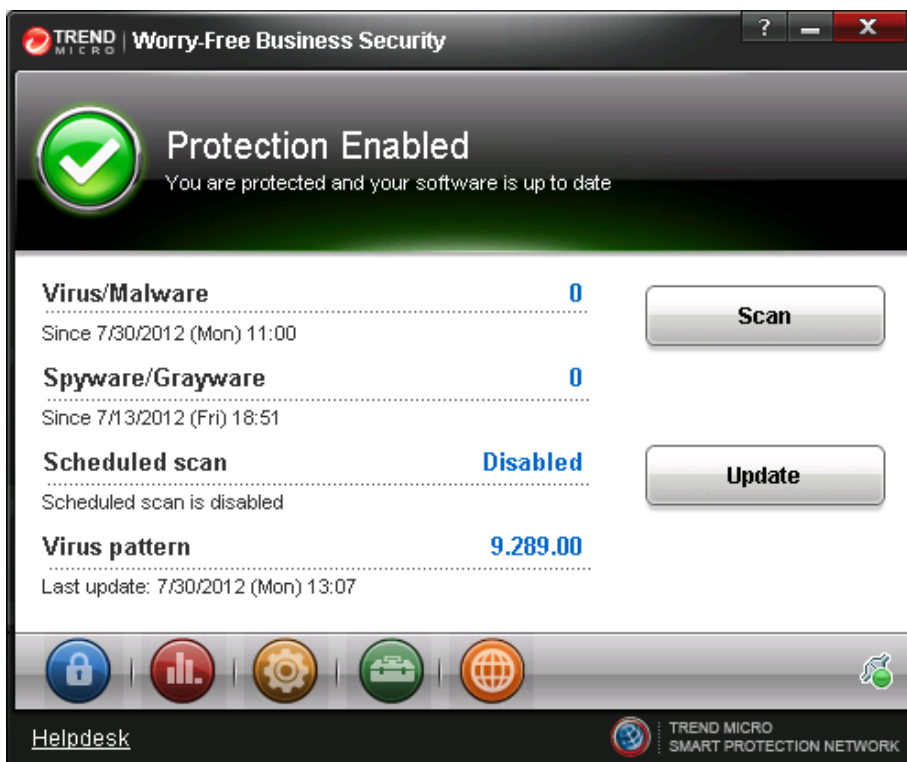 TREND MICRO | Worry-Free Business Security
?
Protection Enabled
You are protected and your software is up to date
Virus/Malware 0
Since 7/30/2012 (Mon) 11:00
Scan
Spyware/Grayware 0
Since 7/13/2012 (Fri) 18:51
Scheduled scan Disabled
Scheduled scan is disabled
Update
Virus pattern 9.289.00
Last update: 7/30/2012 (Mon) 13:07
Helpdesk
TREND MICRO
SMART PROTECTION NETWORK